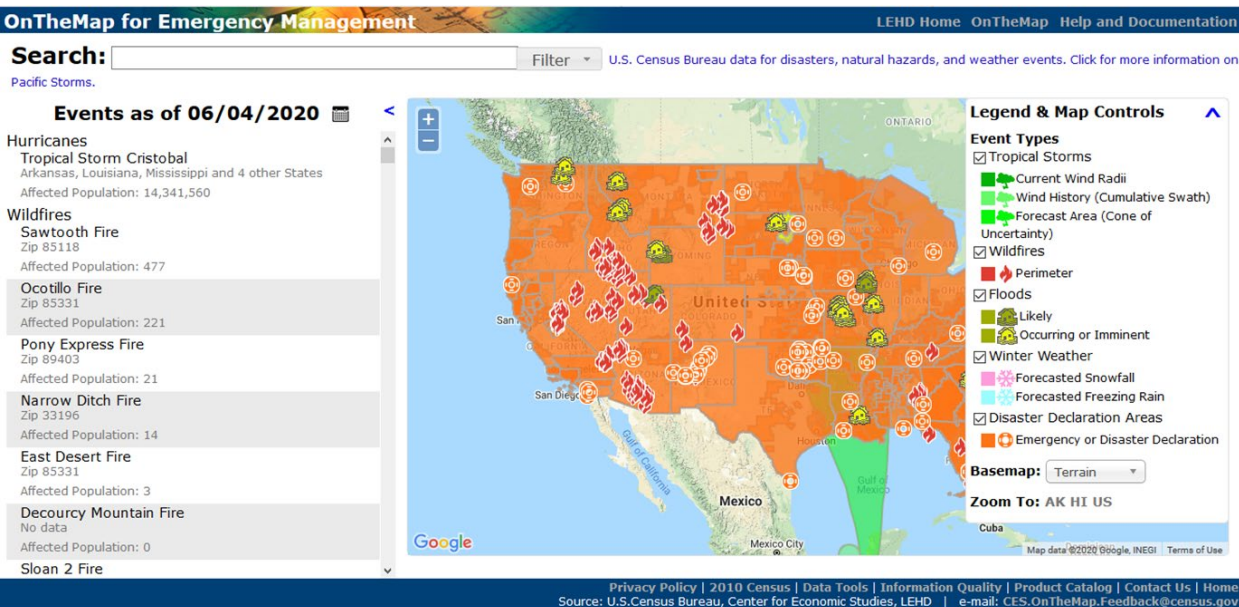 OnTheMap for Emergency Management
LEHD Home OnTheMap Help and Documentation
Search:
Filter
U.S. Census Bureau data for disasters, natural hazards, and weather events. Click for more information on
Pacific Storms.
Events as of 06/04/2020
<
Hurricanes
Tropical Storm Cristobal
Arkansas, Louisiana, Mississippi and 4 other States
Affected Population: 14,341,560
Wildfires
Sawtooth Fire
Zip 85118
Affected Population: 477
Ocotillo Fire
Zip 85331
Affected Population: 221
Pony Express Fire
Zip 89403
Affected Population: 21
Narrow Ditch Fire
Zip 33196
Affected Population: 14
East Desert Fire
Zip 85331
Affected Population: 3
Decourcy Mountain Fire
No data
Affected Population: 0
Sloan 2 Fire
+
−
ONTARIO
OREGON
United
COLORADO
San
San Diego
Houston
Gulf of California
Gulf of
Mexico
Mexico
Mexico City
Cuba
Google
Map data ©2020 Google, INEGI
Terms of Use
Legend & Map Controls
Event Types
Tropical Storms
Current Wind Radii
Wind History (Cumulative Swath)
Forecast Area (Cone of
Uncertainty)
Wildfires
Perimeter
Floods
Likely
Occurring or Imminent
Winter Weather
Forecasted Snowfall
Forecasted Freezing Rain
Disaster Declaration Areas
Emergency or Disaster Declaration
Basemap: Terrain
Zoom To: AK HI US
Privacy Policy | 2010 Census | Data Tools | Information Quality | Product Catalog | Contact Us | Home
Source: U.S.Census Bureau, Center for Economic Studies, LEHD | e-mail: CES.OnTheMap.Feedback@census.gov